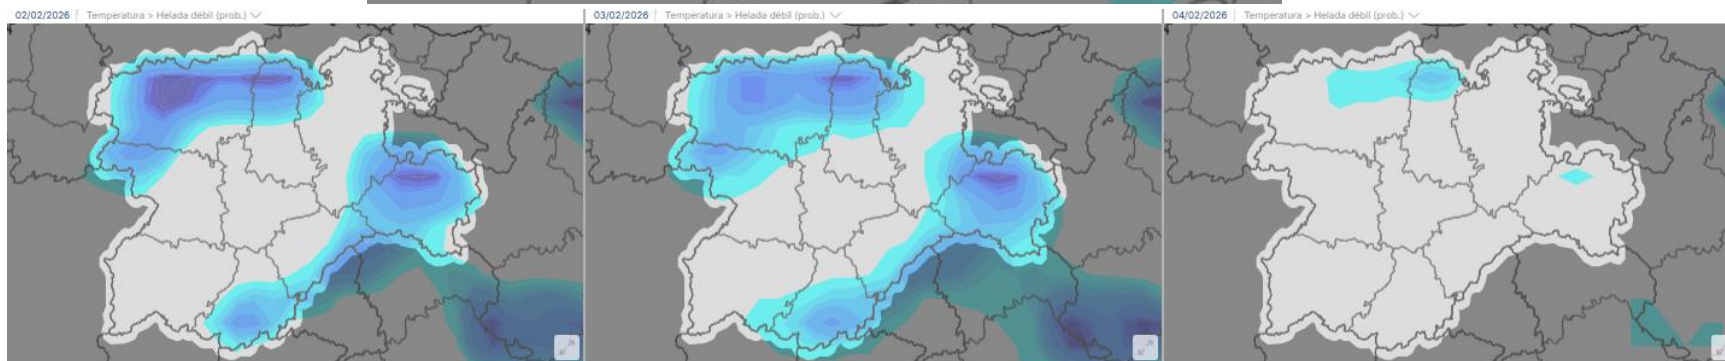 02/02/2026 Temperatura > Helada débil (prob.)
03/02/2026 Temperatura > Helada débil (prob.)
04/02/2026 Temperatura > Helada débil (prob.)